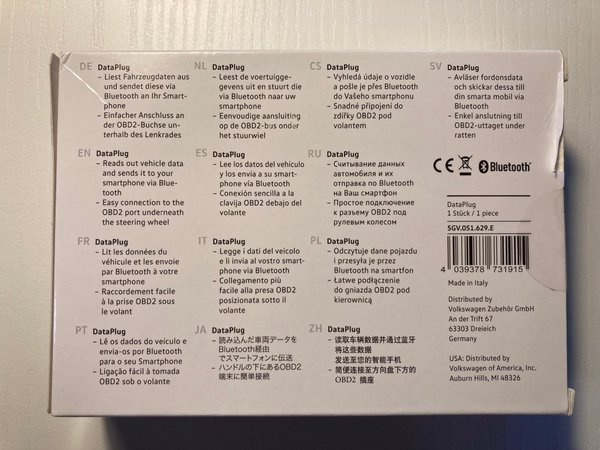 DE DataPlug
– Liest Fahrzeugdaten aus
und sendet diese via
Bluetooth an Ihr Smart-
phone
– Einfacher Anschluss an
der OBD2-Buchse un-
terhalb des Lenkrades
NL DataPlug
– Leest de voertuigge-
gevens uit en stuurt die
via Bluetooth naar uw
smartphone
– Eenvoudige aansluiting
op de OBD2-bus onder
het stuurwiel
CS DataPlug
– Vyhledá údaje o vozidle
a pošle je přes Bluetooth
do Vašeho smartphonu
– Snadné připojení do
zdířky OBD2 pod
volantem
SV DataPlug
– Avläser fordonsdata
och skickar dessa till
din smarta mobil via
Bluetooth
– Enkel anslutning till
OBD2-uttaget under
ratten
EN DataPlug
– Reads out vehicle data
and sends it to your
smartphone via Blue-
tooth
– Easy connection to the
OBD2 port underneath
the steering wheel
ES DataPlug
– Lee los datos del vehículo
y los envía a su smart-
phone vía Bluetooth
– Conexión sencilla a la
clavija OBD2 debajo del
volante
RU DataPlug
– Считывание данных
автомобиля и их
отправка по Bluetooth
на Ваш смартфон
– Простое подключение
к разъему OBD2 под
рулевым колесом
CE Bluetooth
FR DataPlug
– Lit les données du
véhicule et les envoie
par Bluetooth à votre
smartphone
– Raccordement facile
à la prise OBD2 sous
le volant
IT DataPlug
– Legge i dati del veicolo
e li invia al vostro smart-
phone via Bluetooth
– Collegamento più
facile alla presa OBD2
posizionata sotto il
volante
PL DataPlug
– Odczytuje dane pojazdu
i przesyła je przez
Bluetooth na smartfon
– Łatwe podłączenie
do gniazda OBD2 pod
kierownicą
DataPlug
1 Stück / 1 piece
5GV.051.629.E
4 039378 731915
Made in Italy
Distributed by
Volkswagen Zubehör GmbH
An der Trift 67
63303 Dreieich
Germany
USA: Distributed by
Volkswagen of America, Inc.
Auburn Hills, MI 48326
PT DataPlug
– Lê os dados do veículo e
envia-os por Bluetooth
para o seu Smartphone
– Ligação fácil à tomada
OBD2 sob o volante
JA DataPlug
– 読み込んだ車両データを
Bluetooth経由
でスマートフォンに伝送
– ハンドルの下にあるOBD2
端末に簡単接続
ZH DataPlug
– 读取车辆数据并通过蓝牙
将这些数据
发送至您的智能手机
– 简便连接至方向盘下方的
OBD2 插座